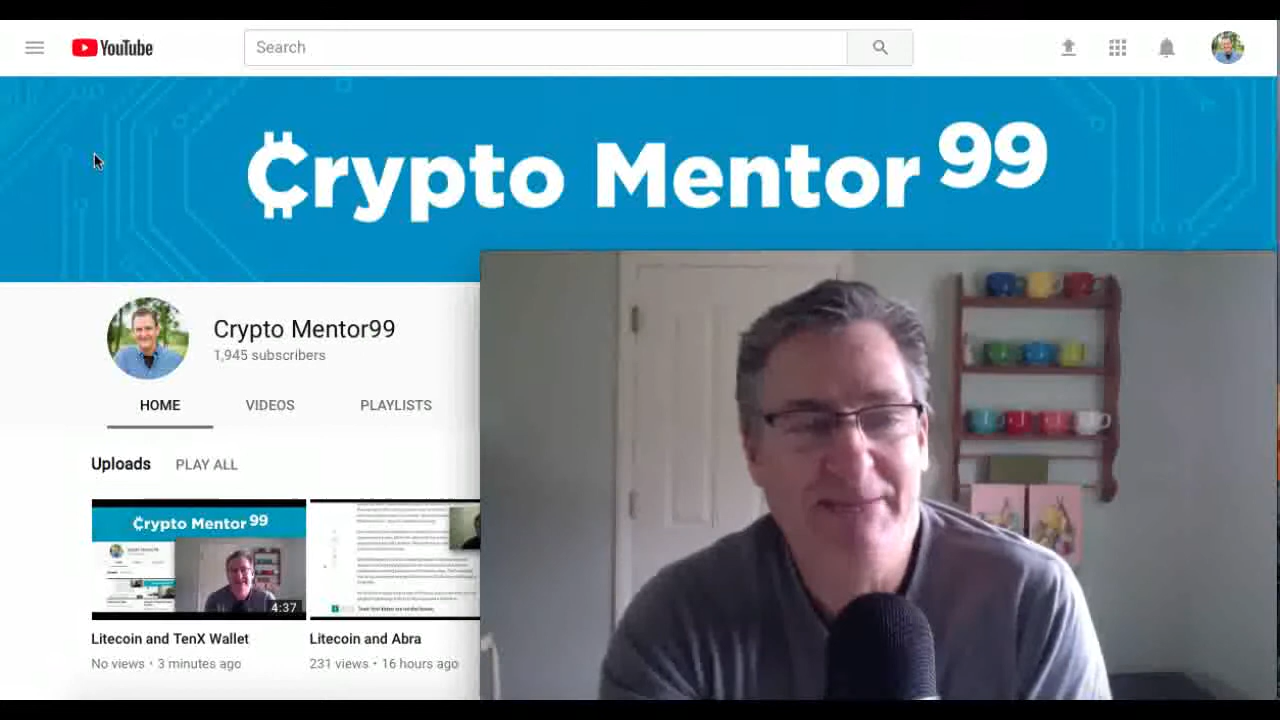 YouTube
Search
₿rypto Mentor 99
Crypto Mentor99
1,945 subscribers
HOME VIDEOS PLAYLISTS
Uploads PLAY ALL
₿rypto Mentor 99
4:37
Litecoin and TenX Wallet
No views • 3 minutes ago
Litecoin and Abra
231 views • 16 hours ago